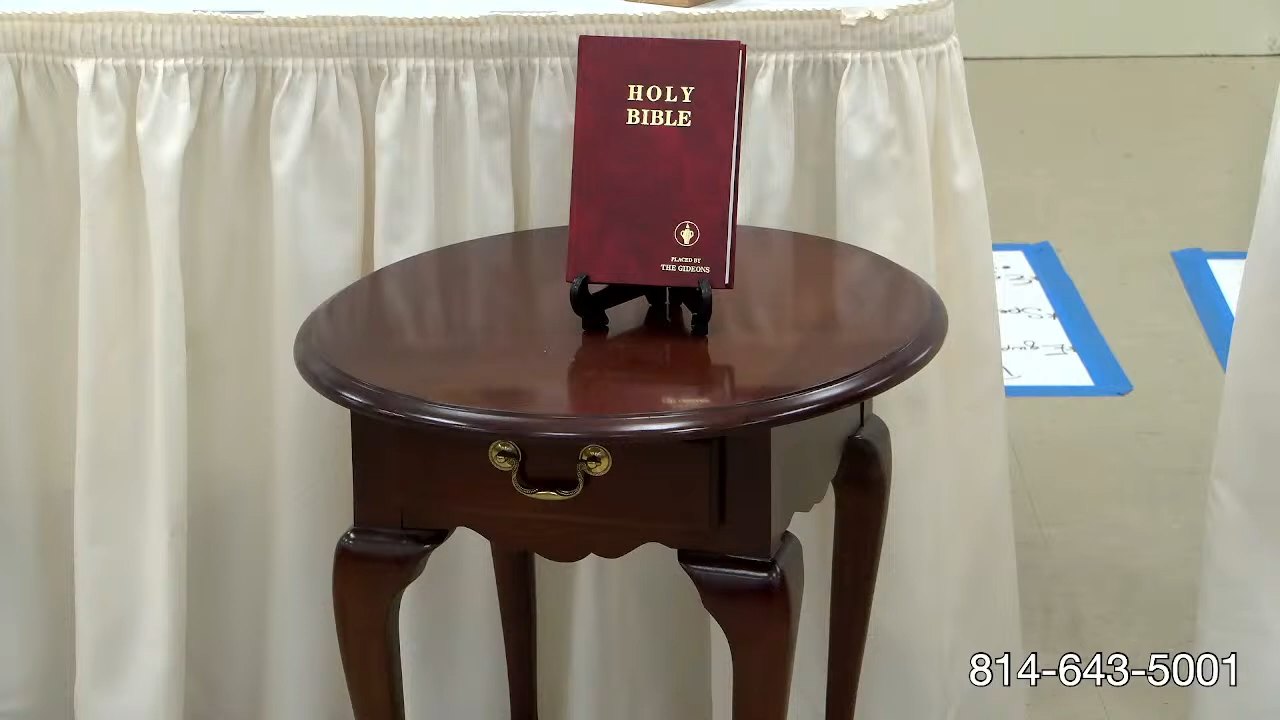 HOLY
BIBLE
PLACED BY
THE GIDEONS
814-643-5001